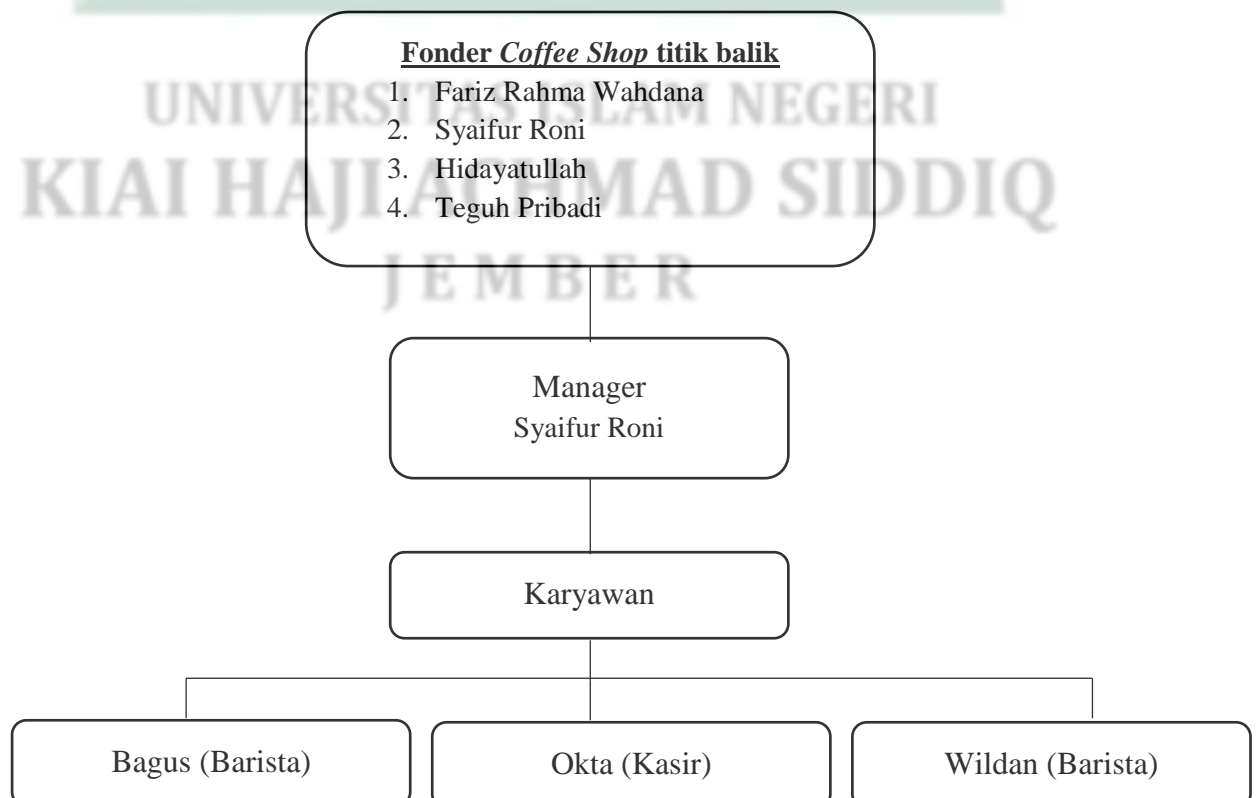 Fonder Coffee Shop titik balik
1. Fariz Rahma Wahdana
2. Syaifur Roni
3. Hidayatullah
4. Teguh Pribadi
UNIVERSITAS ISLAM NEGERI
KIAI HAJI ACHMAD SIDDIQ
JEMBER
Manager
Syaifur Roni
Karyawan
Bagus (Barista)
Okta (Kasir)
Wildan (Barista)